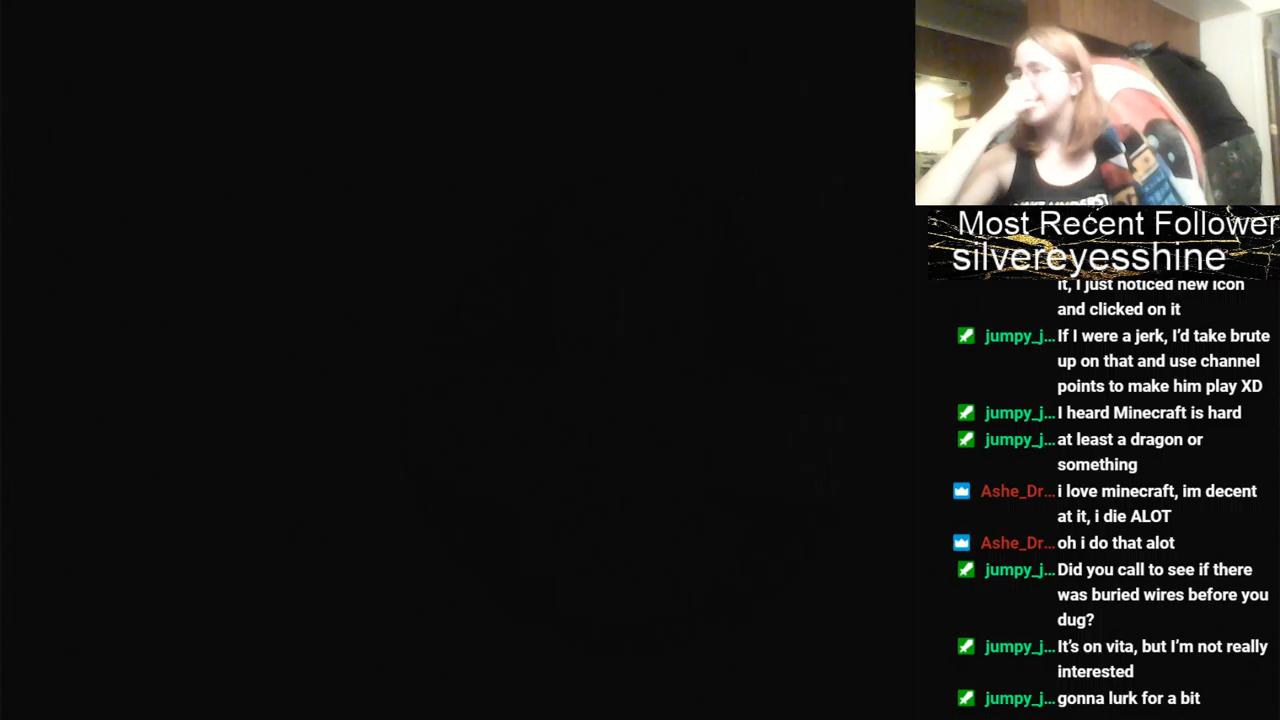 Most Recent Follower
silvereyesshine
it, I just noticed new icon
and clicked on it
jumpy_j... If I were a jerk, I’d take brute
up on that and use channel
points to make him play XD
jumpy_j... I heard Minecraft is hard
jumpy_j... at least a dragon or
something
Ashe_Dr... i love minecraft, im decent
at it, i die ALOT
Ashe_Dr... oh i do that alot
jumpy_j... Did you call to see if there
was buried wires before you
dug?
jumpy_j... It’s on vita, but I’m not really
interested
jumpy_j... gonna lurk for a bit